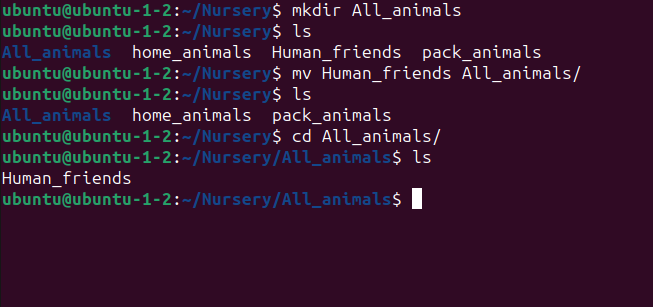 ubuntu@ubuntu-1-2:~/Nursery$ mkdir All_animals
ubuntu@ubuntu-1-2:~/Nursery$ ls
All_animals  home_animals  Human_friends  pack_animals
ubuntu@ubuntu-1-2:~/Nursery$ mv Human_friends All_animals/
ubuntu@ubuntu-1-2:~/Nursery$ ls
All_animals  home_animals  pack_animals
ubuntu@ubuntu-1-2:~/Nursery$ cd All_animals/
ubuntu@ubuntu-1-2:~/Nursery/All_animals$ ls
Human_friends
ubuntu@ubuntu-1-2:~/Nursery/All_animals$